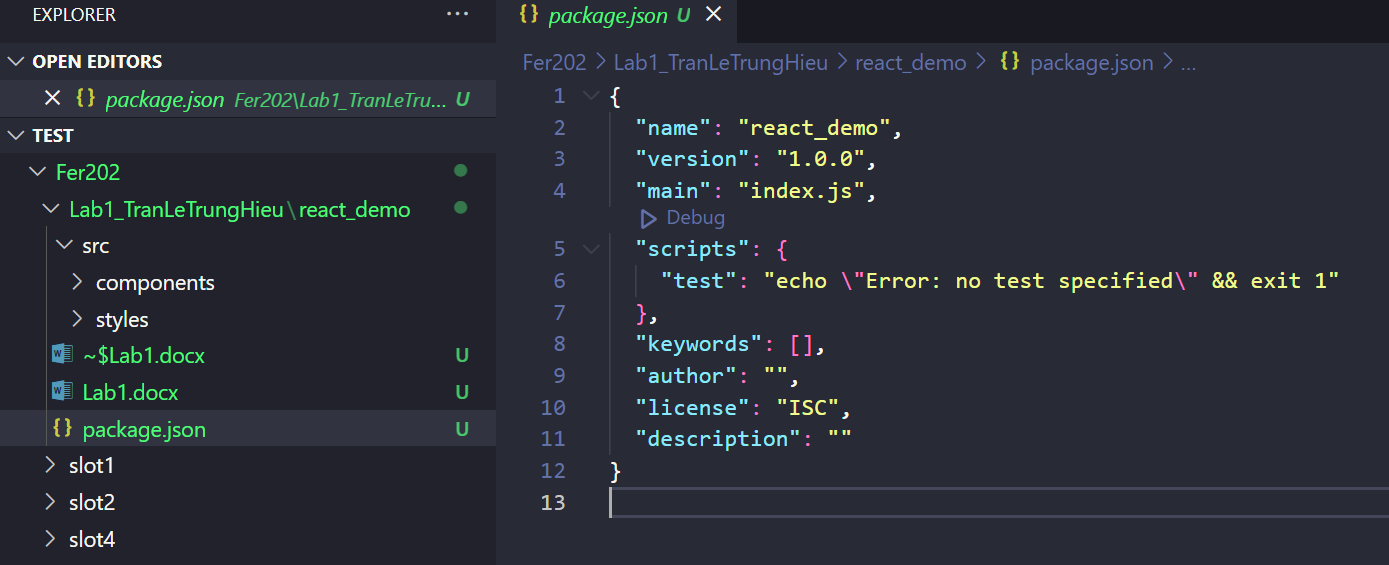 EXPLORER
...
OPEN EDITORS
package.json Fer202\Lab1_TranLeTru... U
TEST
Fer202
Lab1_TranLeTrungHieu\react_demo
src
components
styles
~$Lab1.docx U
Lab1.docx U
package.json U
slot1
slot2
slot4
{} package.json U
Fer202 > Lab1_TranLeTrungHieu > react_demo > {} package.json > ...
1 {
2 "name": "react_demo",
3 "version": "1.0.0",
4 "main": "index.js",
Debug
5 "scripts": {
6 "test": "echo \"Error: no test specified\" && exit 1"
7 },
8 "keywords": [],
9 "author": "",
10 "license": "ISC",
11 "description": ""
12 }
13